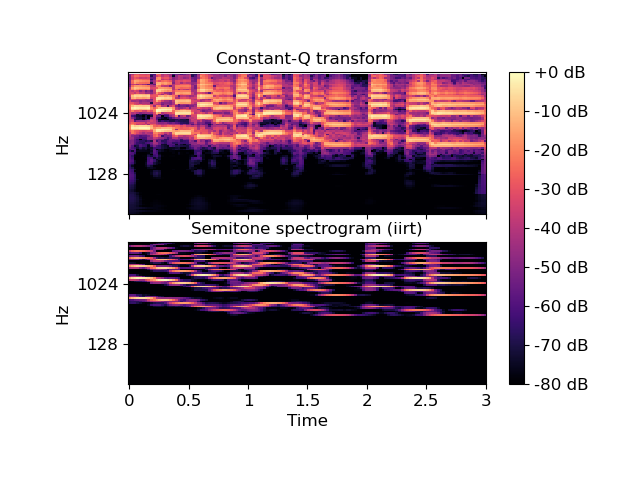 Constant-Q transform
1024
128
Hz
Semitone spectrogram (iirt)
1024
128
Hz
0 0.5 1 1.5 2 2.5 3
Time
+0 dB
-10 dB
-20 dB
-30 dB
-40 dB
-50 dB
-60 dB
-70 dB
-80 dB